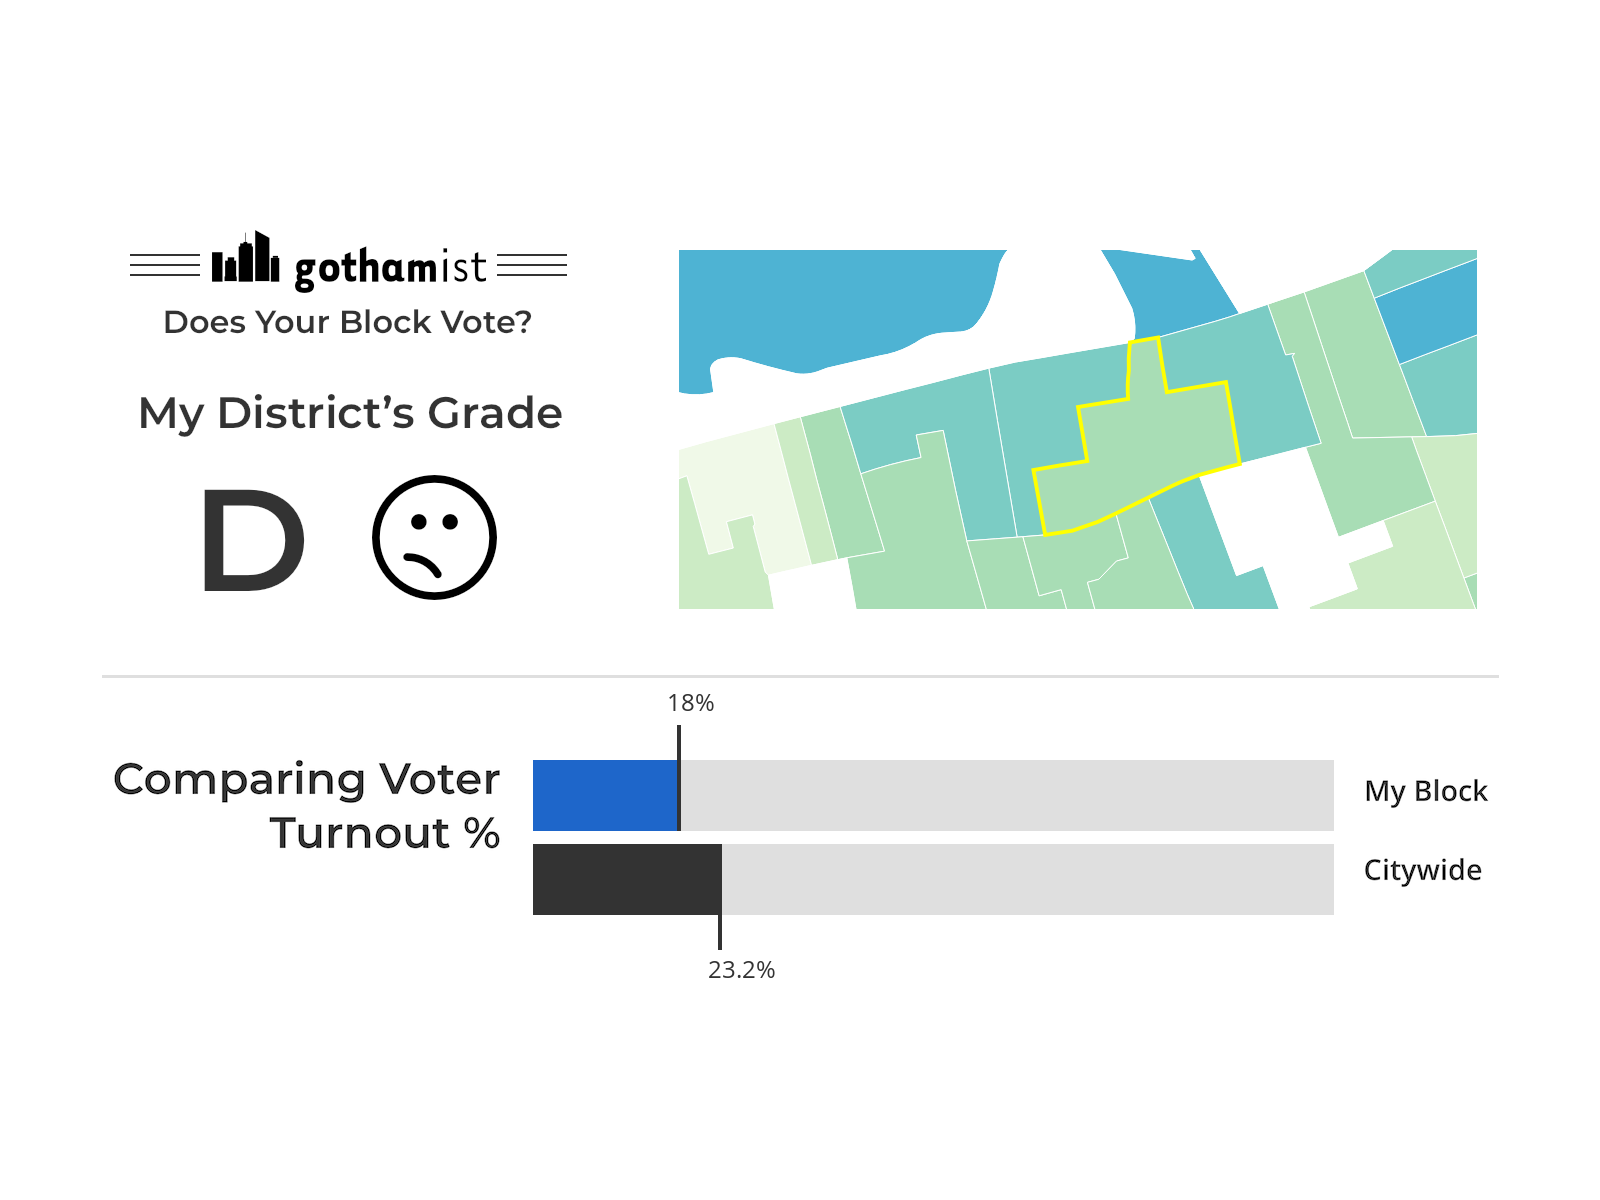 gothamist
Does Your Block Vote?
My District’s Grade
D
18%
Comparing Voter
Turnout %
My Block
Citywide
23.2%